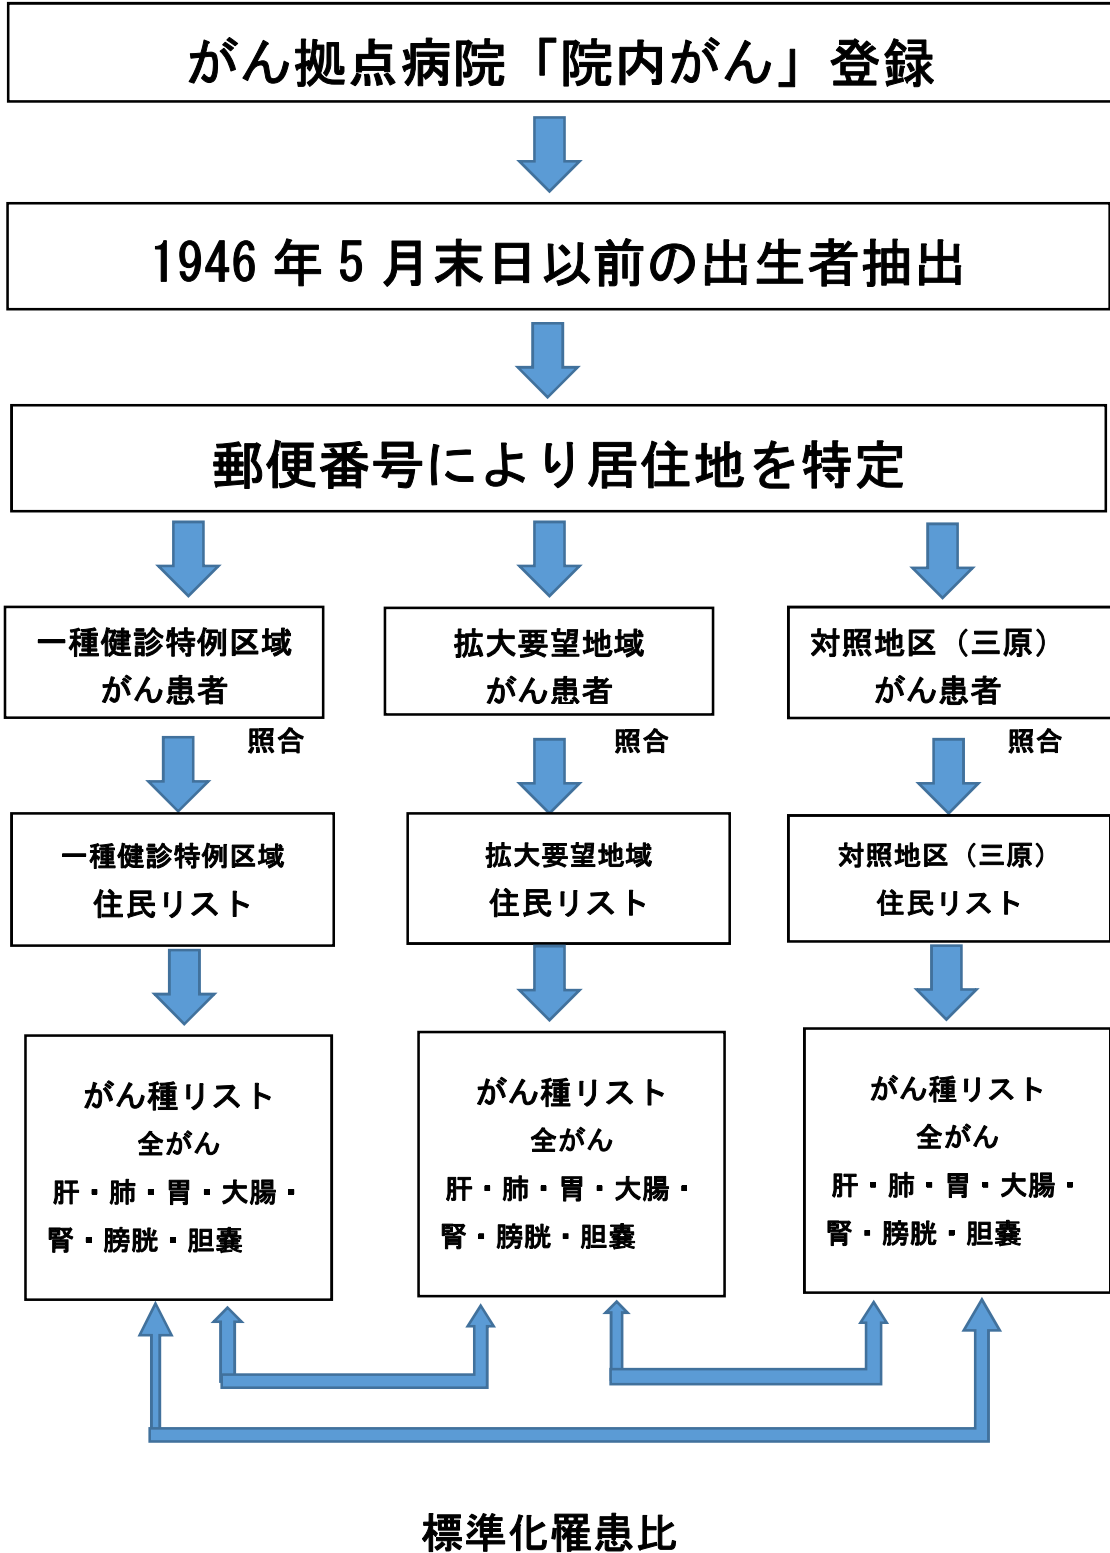 がん拠点病院「院内がん」登録
1946 年 5 月末日以前の出生者抽出
郵便番号により居住地を特定
一種健診特例区域
がん患者
拡大要望地域
がん患者
対照地区（三原）
がん患者
照合
照合
照合
一種健診特例区域
住民リスト
拡大要望地域
住民リスト
対照地区（三原）
住民リスト
がん種リスト
全がん
肝・肺・胃・大腸・
腎・膀胱・胆嚢
がん種リスト
全がん
肝・肺・胃・大腸・
腎・膀胱・胆嚢
がん種リスト
全がん
肝・肺・胃・大腸・
腎・膀胱・胆嚢
標準化罹患比